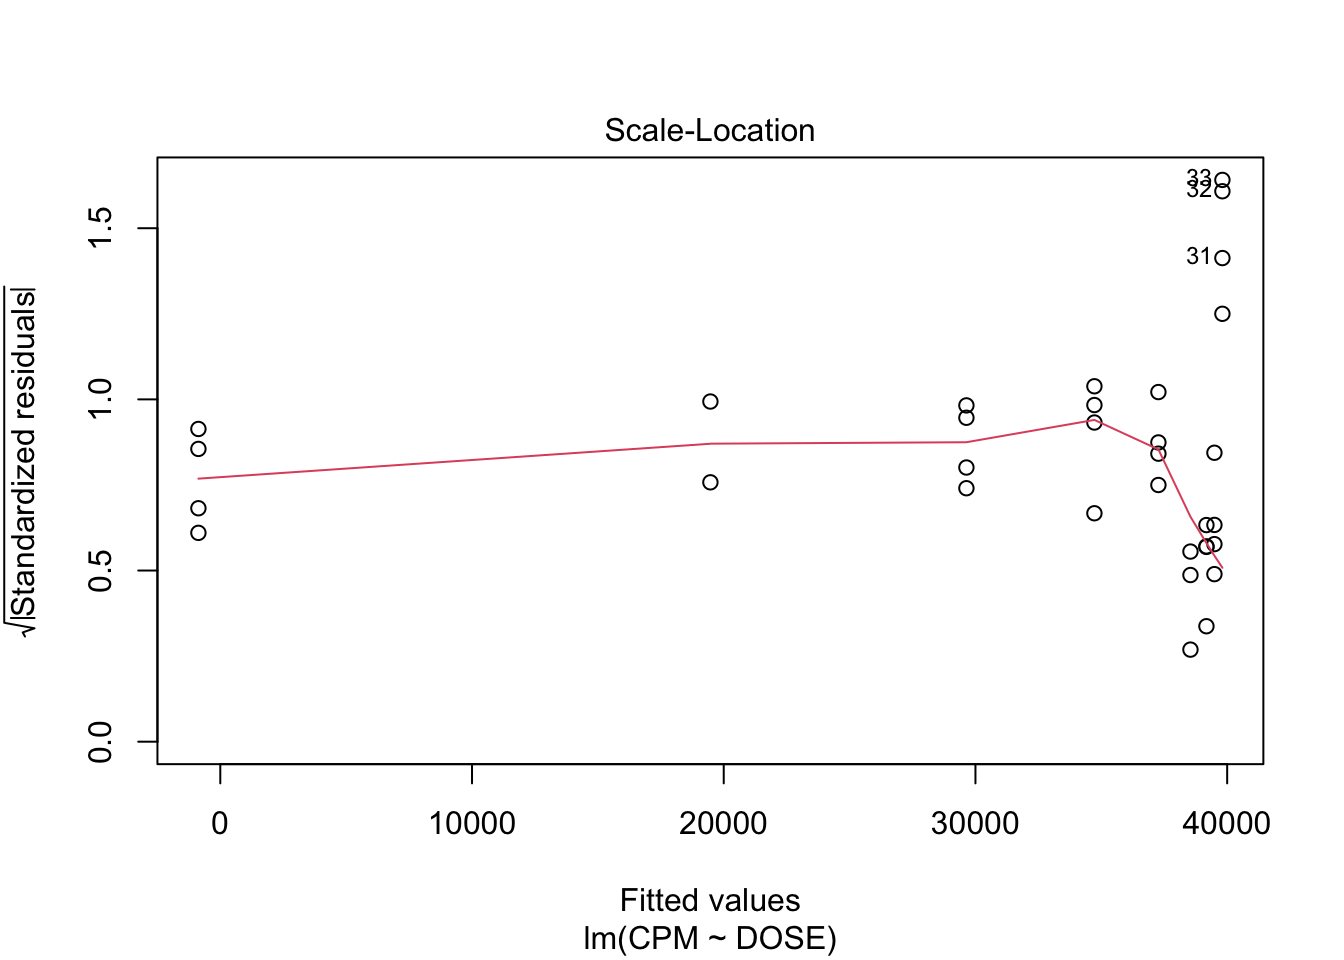 Scale-Location
√|Standardized residuals|
1.5
1.0
0.5
0.0
33
32
31
0 10000 20000 30000 40000
Fitted values
lm(CPM ~ DOSE)